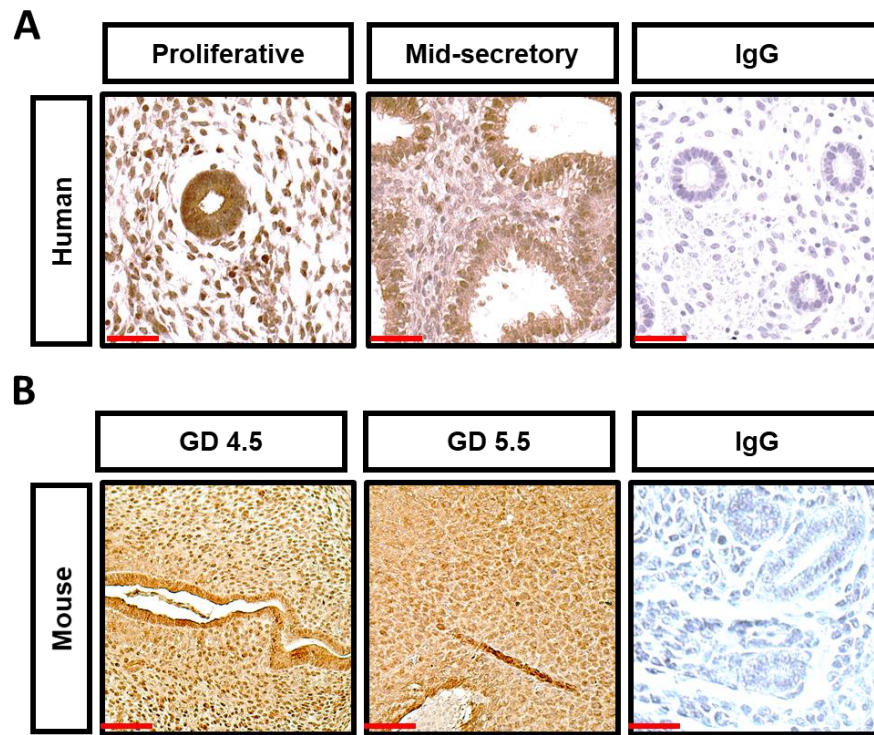 A
Proliferative
Mid-secretory
IgG
Human
B
GD 4.5
GD 5.5
IgG
Mouse